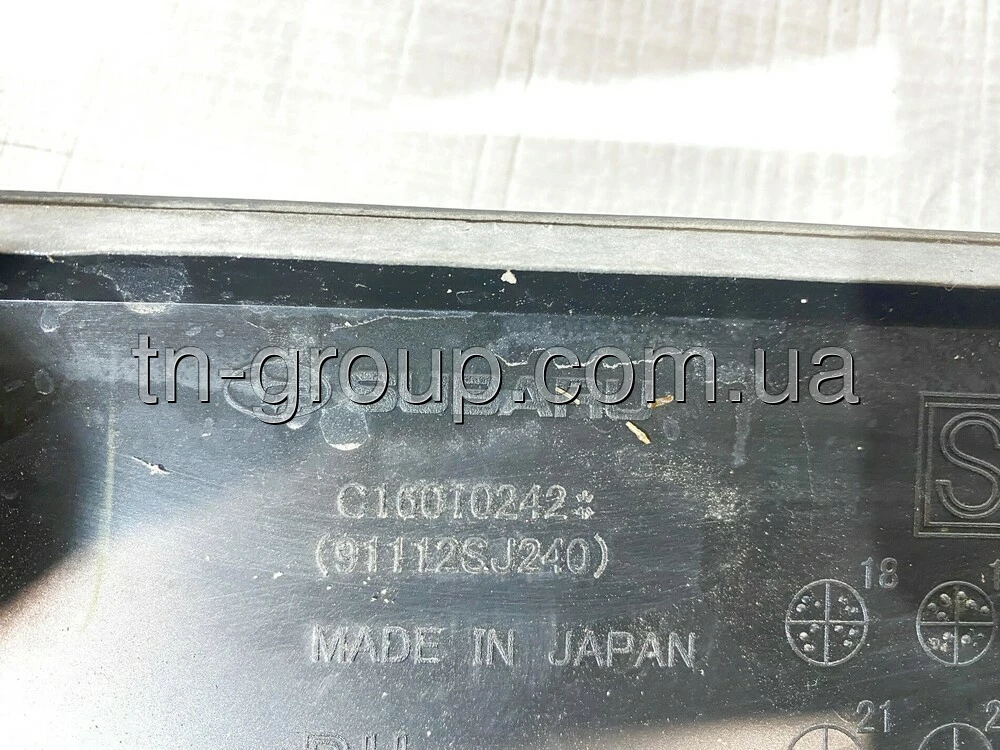 tn-group.com.ua
SUBARU
S
C160T0242*
(91112SJ240)
18
MADE IN JAPAN
21